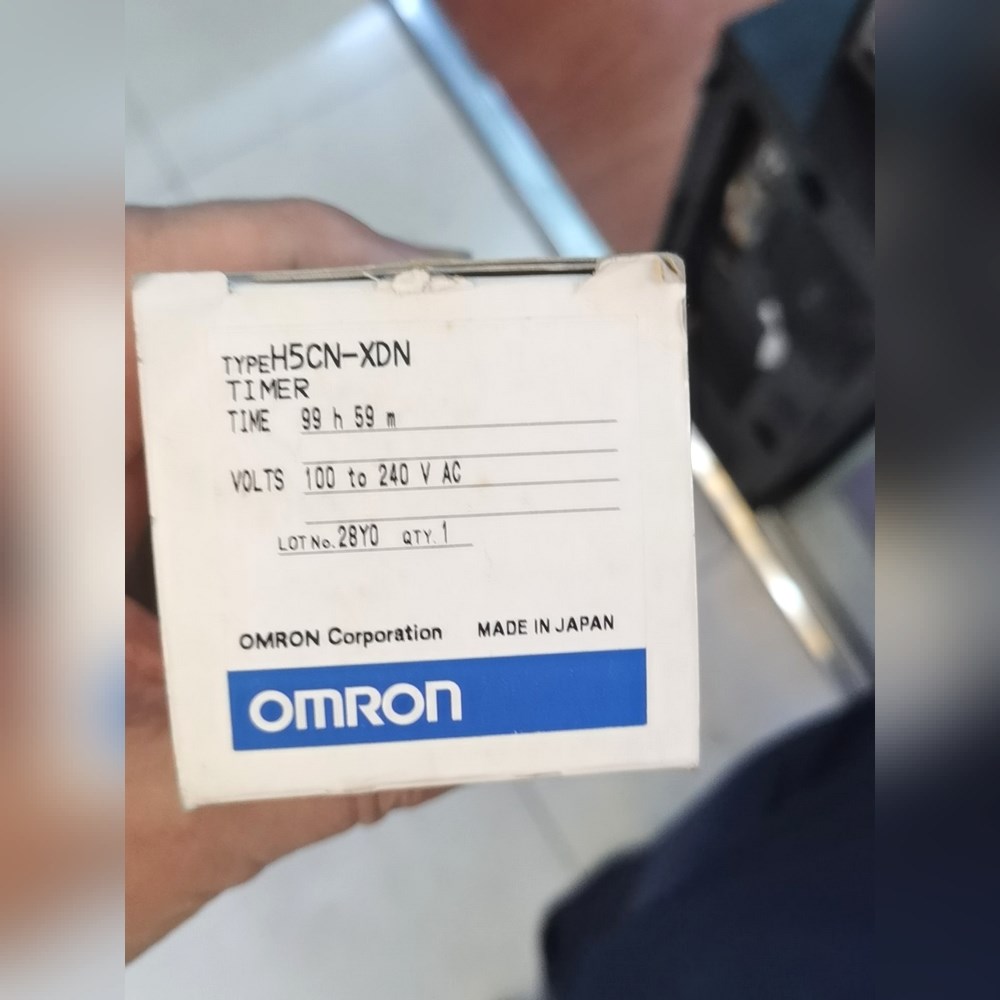 TYPE H5CN-XDN
TIMER
TIME 99 h 59 m
VOLTS 100 to 240 V AC
LOT No. 28Y0 QTY. 1
OMRON Corporation MADE IN JAPAN
OMRON